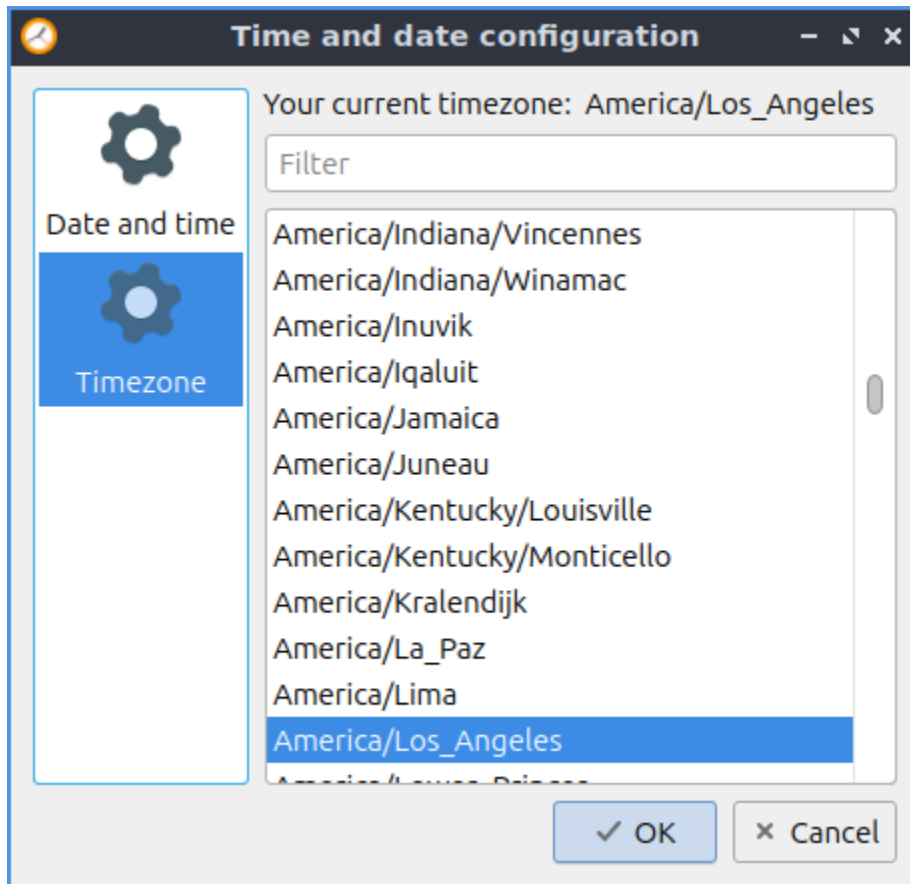 Time and date configuration
Your current timezone: America/Los_Angeles
Filter
Date and time
Timezone
America/Indiana/Vincennes
America/Indiana/Winamac
America/Inuvik
America/Iqaluit
America/Jamaica
America/Juneau
America/Kentucky/Louisville
America/Kentucky/Monticello
America/Kralendijk
America/La_Paz
America/Lima
America/Los_Angeles
OK
Cancel